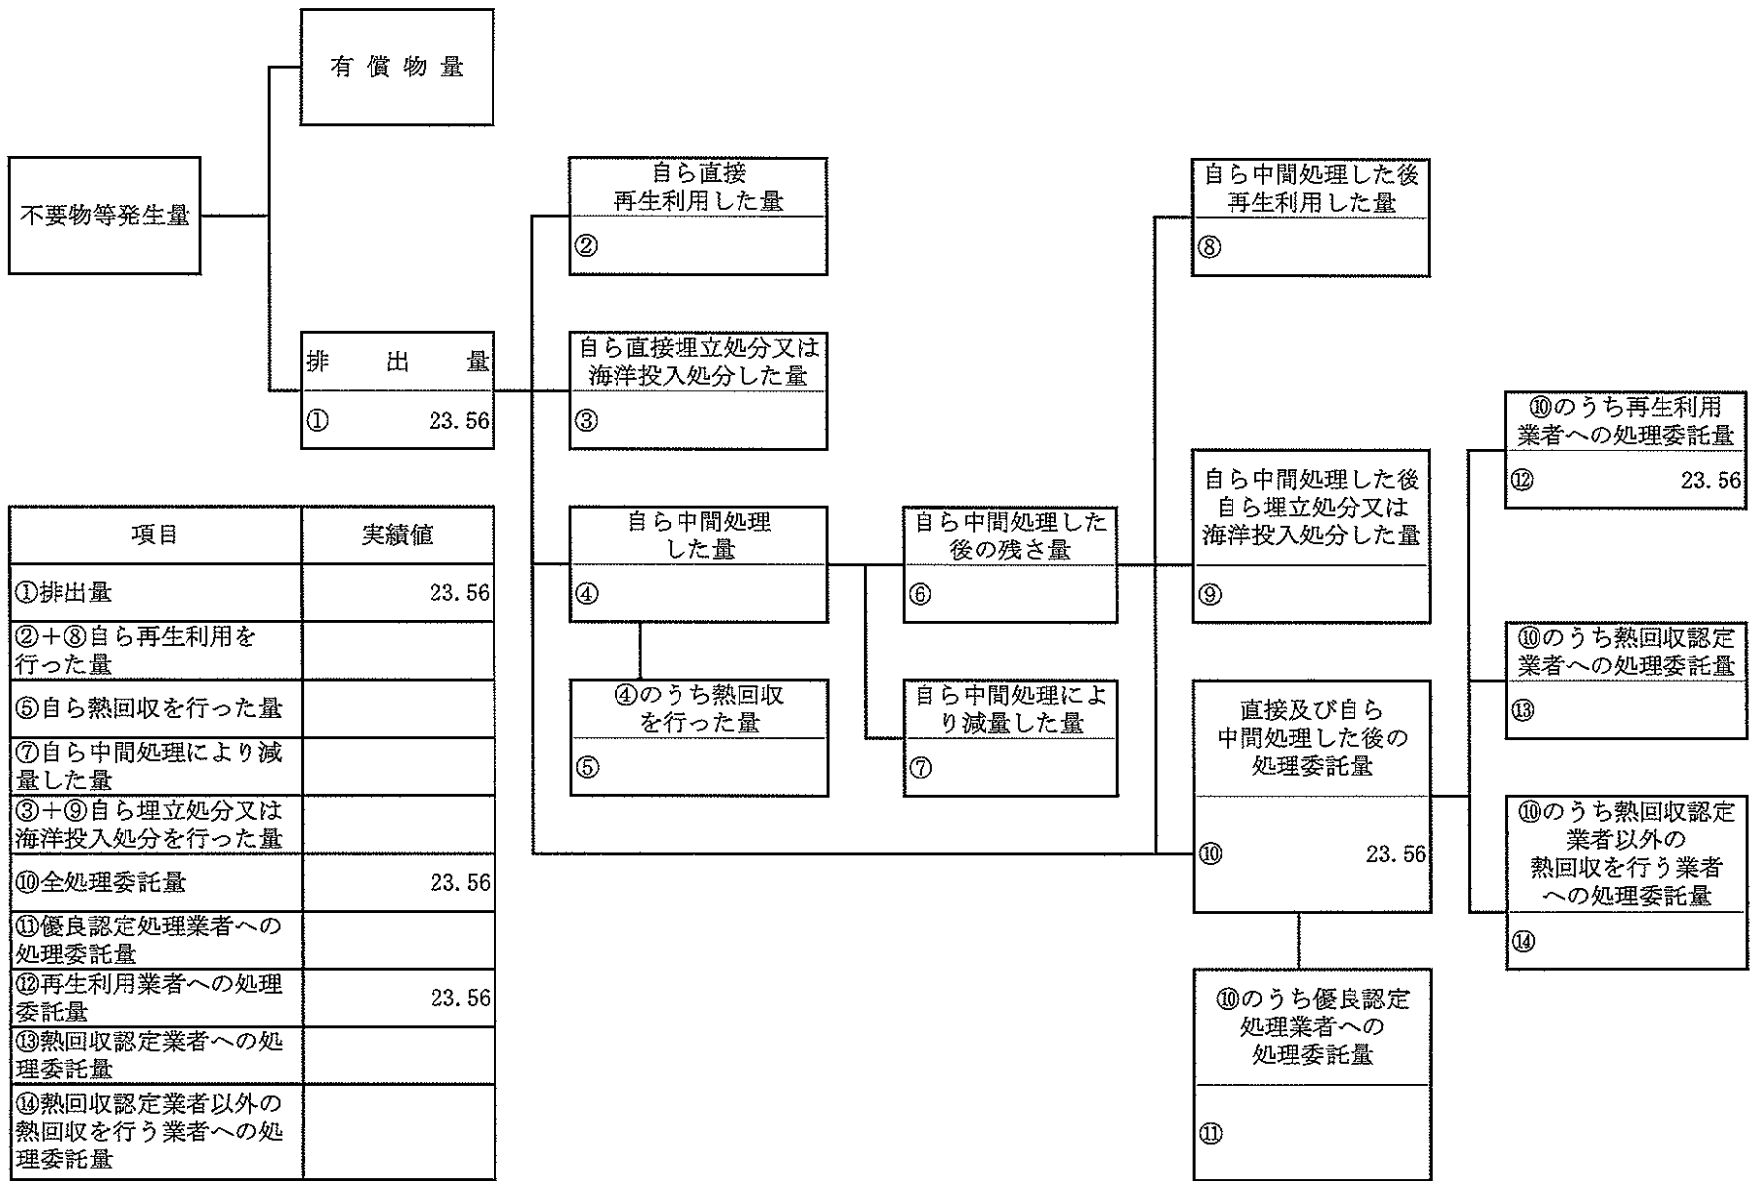 有償物量
不要物等発生量
排出量
① 23.56
自ら直接
再生利用した量
②
自ら直接埋立処分又は
海洋投入処分した量
③
自ら中間処理
した量
④
④のうち熱回収
を行った量
⑤
自ら中間処理した
後の残さ量
⑥
自ら中間処理によ
り減量した量
⑦
自ら中間処理した後
再生利用した量
⑧
自ら中間処理した後
自ら埋立処分又は
海洋投入処分した量
⑨
直接及び自ら
中間処理した後の
処理委託量
⑩ 23.56
⑩のうち優良認定
処理業者への
処理委託量
⑪
⑩のうち再生利用
業者への処理委託量
⑫ 23.56
⑩のうち熱回収認定
業者への処理委託量
⑬
⑩のうち熱回収認定
業者以外の
熱回収を行う業者
への処理委託量
⑭
項目 実績値
①排出量 23.56
②+⑧自ら再生利用を
行った量
⑤自ら熱回収を行った量
⑦自ら中間処理により減
量した量
③+⑨自ら埋立処分又は
海洋投入処分を行った量
⑩全処理委託量 23.56
⑪優良認定処理業者への
処理委託量
⑫再生利用業者への処理
委託量 23.56
⑬熱回収認定業者への処
理委託量
⑭熱回収認定業者以外の
熱回収を行う業者への処
理委託量